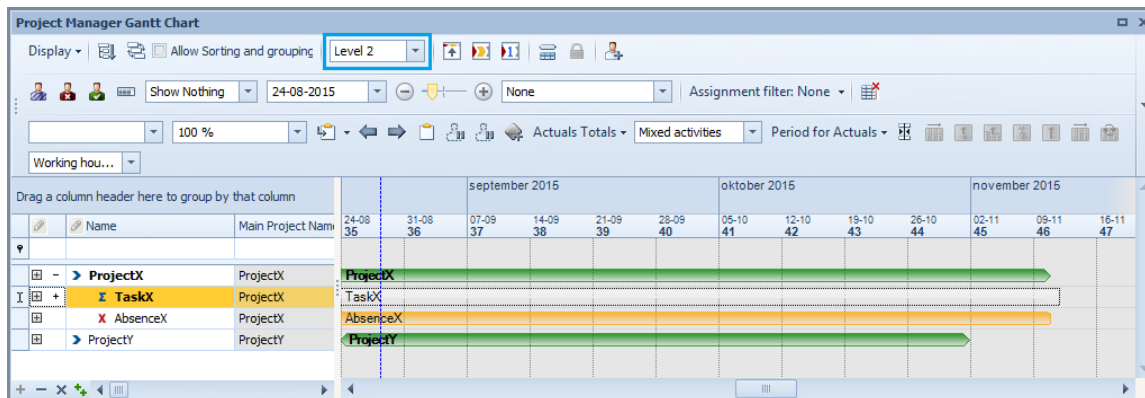 Project Manager Gantt Chart
Display Allow Sorting and grouping Level 2
Show Nothing 24-08-2015 None Assignment filter: None
100 % Actuals Totals Mixed activities Period for Actuals
Working hou...
Drag a column header here to group by that column
september 2015 oktober 2015 november 2015
Name Main Project Nam
24-08 31-08 07-09 14-09 21-09 28-09 05-10 12-10 19-10 26-10 02-11 09-11 16-11
35 36 37 38 39 40 41 42 43 44 45 46 47
ProjectX ProjectX ProjectX
TaskX ProjectX TaskX
X AbsenceX ProjectX AbsenceX
ProjectY ProjectY ProjectY